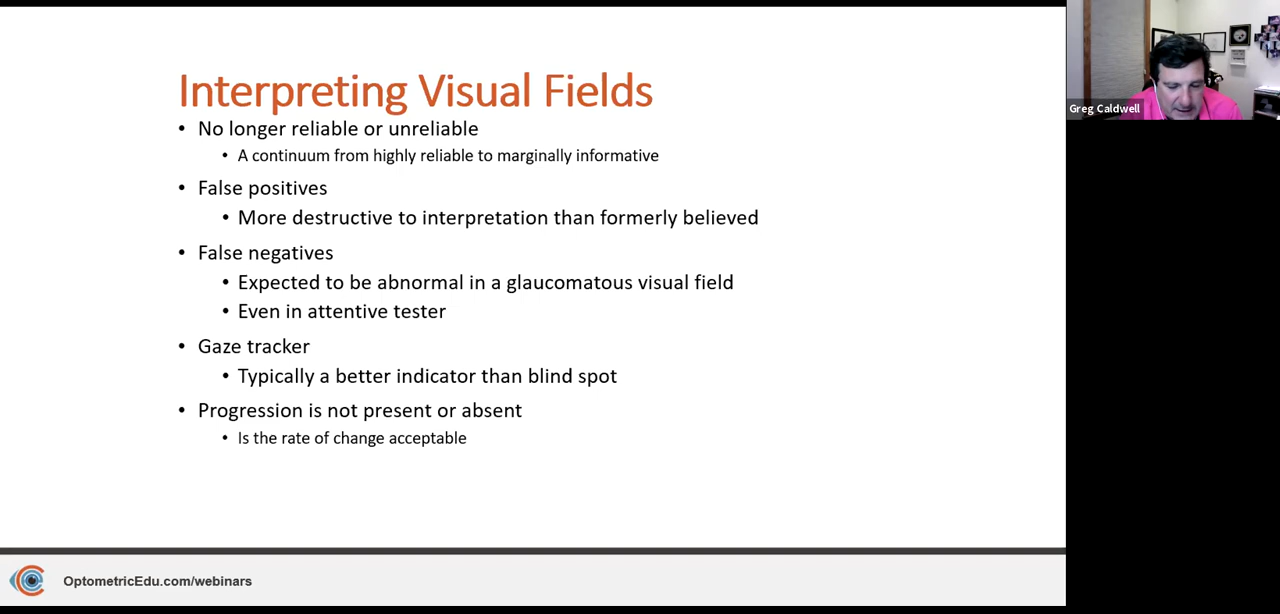 Interpreting Visual Fields
• No longer reliable or unreliable
• A continuum from highly reliable to marginally informative
• False positives
• More destructive to interpretation than formerly believed
• False negatives
• Expected to be abnormal in a glaucomatous visual field
• Even in attentive tester
• Gaze tracker
• Typically a better indicator than blind spot
• Progression is not present or absent
• Is the rate of change acceptable
OptometricEdu.com/webinars
Greg Caldwell